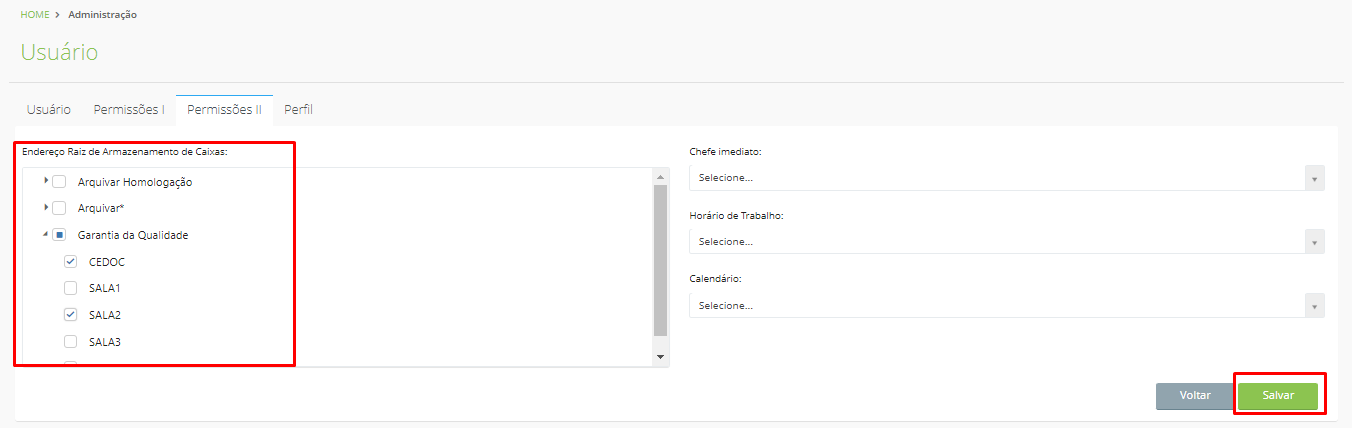 HOME > Administração
Usuário
Usuário Permissões I Permissões II Perfil
Endereço Raíz de Armazenamento de Caixas:
Arquivar Homologação
Arquivar*
Garantia da Qualidade
CEDOC
SALA1
SALA2
SALA3
Chefe imediato:
Selecione...
Horário de Trabalho:
Selecione...
Calendário:
Selecione...
Voltar Salvar